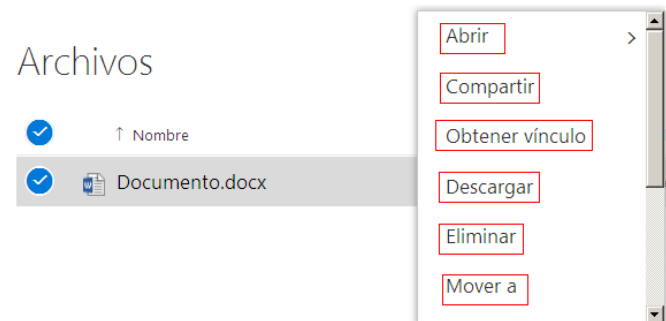 Archivos
↑ Nombre
Documento.docx
Abrir >
Compartir
Obtener vínculo
Descargar
Eliminar
Mover a